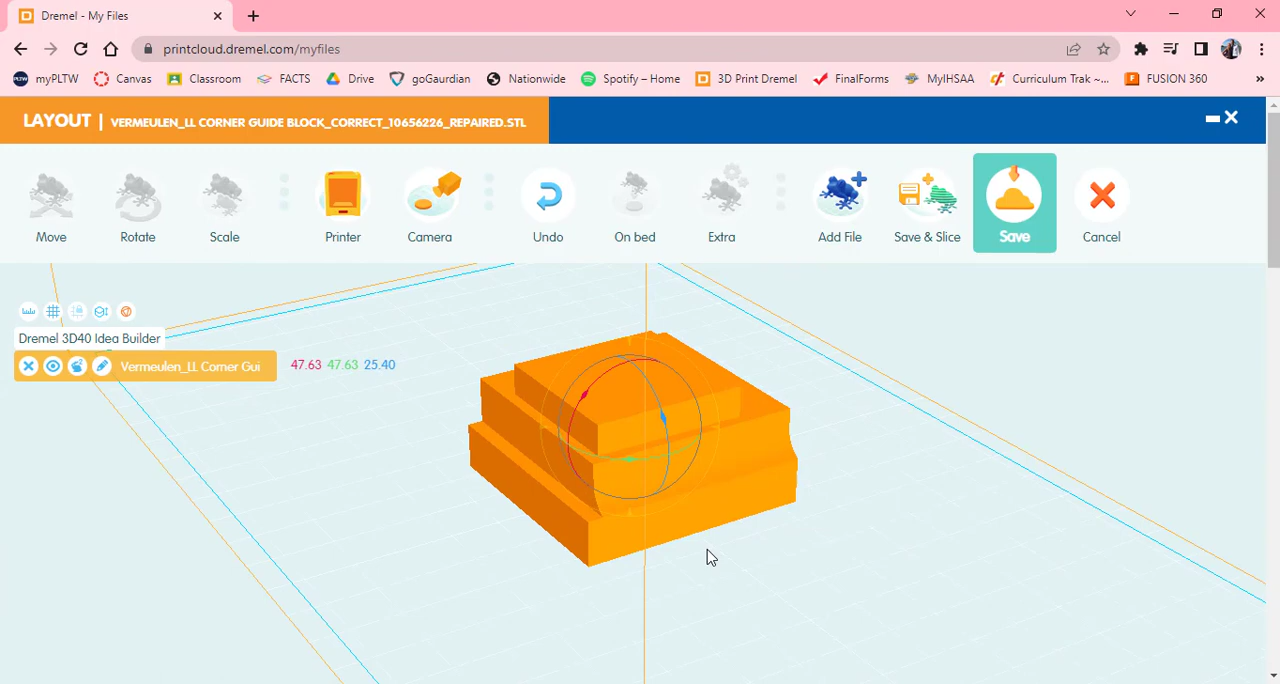 Dremel - My Files
printcloud.dremel.com/myfiles
myPLTW Canvas Classroom FACTS Drive goGaurdian Nationwide Spotify – Home 3D Print Dremel FinalForms MyIHSAA Curriculum Trak ~... FUSION 360 »
LAYOUT | VERMEULEN_LL CORNER GUIDE BLOCK_CORRECT_10656226_REPAIRED.STL
Move Rotate Scale Printer Camera Undo On bed Extra Add File Save & Slice Save Cancel
Dremel 3D40 Idea Builder
Vermeulen_LL Corner Gui 47.63 47.63 25.40